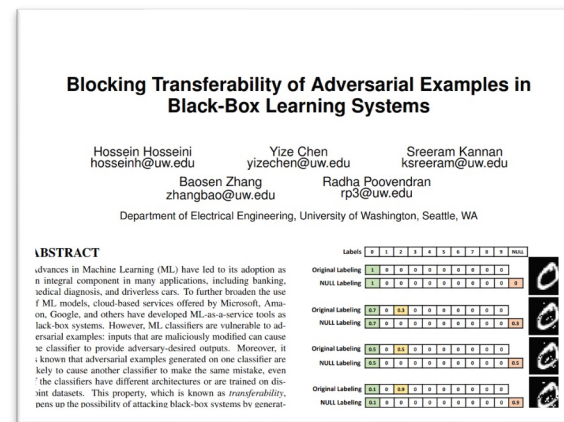 Blocking Transferability of Adversarial Examples in
Black-Box Learning Systems
Hossein Hosseini
hosseinh@uw.edu
Yize Chen
yizechen@uw.edu
Sreeram Kannan
ksreeram@uw.edu
Baosen Zhang
zhangbao@uw.edu
Radha Poovendran
rp3@uw.edu
Department of Electrical Engineering, University of Washington, Seattle, WA
ABSTRACT
Advances in Machine Learning (ML) have led to its adoption as
n integral component in many applications, including banking,
nedical diagnosis, and driverless cars. To further broaden the use
f ML models, cloud-based services offered by Microsoft, Ama-
on, Google, and others have developed ML-as-a-service tools as
lack-box systems. However, ML classifiers are vulnerable to ad-
ersarial examples: inputs that are maliciously modified can cause
he classifier to provide adversary-desired outputs. Moreover, it
s known that adversarial examples generated on one classifier are
kely to cause another classifier to make the same mistake, even
f the classifiers have different architectures or are trained on dis-
oint datasets. This property, which is known as transferability,
pens up the possibility of attacking black-box systems by generat-
Labels 0 1 2 3 4 5 6 7 8 9 NULL
Original Labeling 1 0 0 0 0 0 0 0 0 0
NULL Labeling 1 0 0 0 0 0 0 0 0 0 0
Original Labeling 0.7 0 0.3 0 0 0 0 0 0 0
NULL Labeling 0.7 0 0 0 0 0 0 0 0 0 0.3
Original Labeling 0.5 0 0.5 0 0 0 0 0 0 0
NULL Labeling 0.5 0 0 0 0 0 0 0 0 0 0.5
Original Labeling 0.1 0 0.9 0 0 0 0 0 0 0
NULL Labeling 0.1 0 0 0 0 0 0 0 0 0 0.9